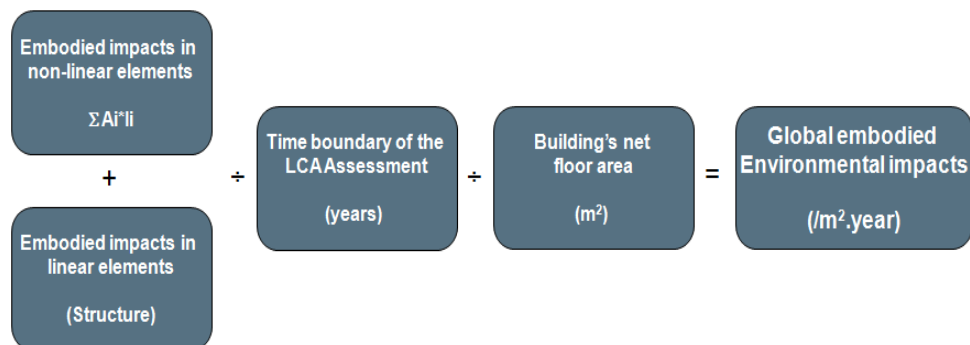 Embodied impacts in
non-linear elements
ΣAi*Ii
+
Embodied impacts in
linear elements
(Structure)
÷
Time boundary of the
LCA Assessment
(years)
÷
Building's net
floor area
(m²)
=
Global embodied
Environmental impacts
(/m².year)